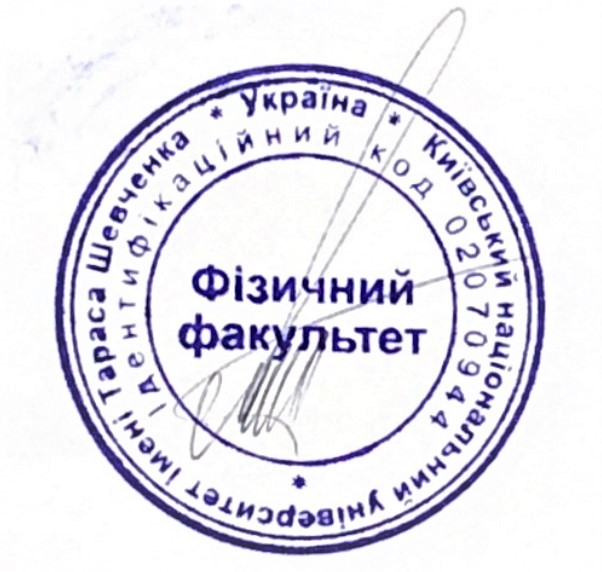 * Україна *
Київський національний університет імені Тараса Шевченка
Ідентифікаційний код 02070944
*
Фізичний
факультет